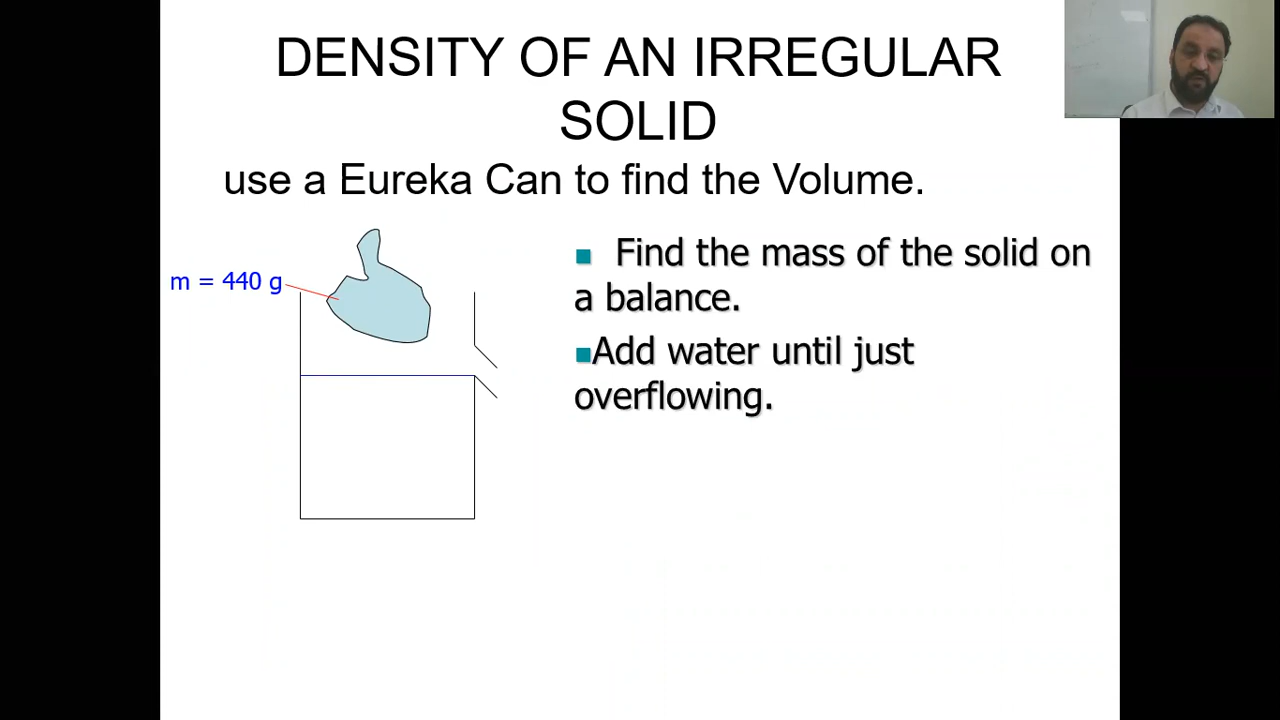 DENSITY OF AN IRREGULAR
SOLID
use a Eureka Can to find the Volume.
m = 440 g
Find the mass of the solid on
a balance.
Add water until just
overflowing.